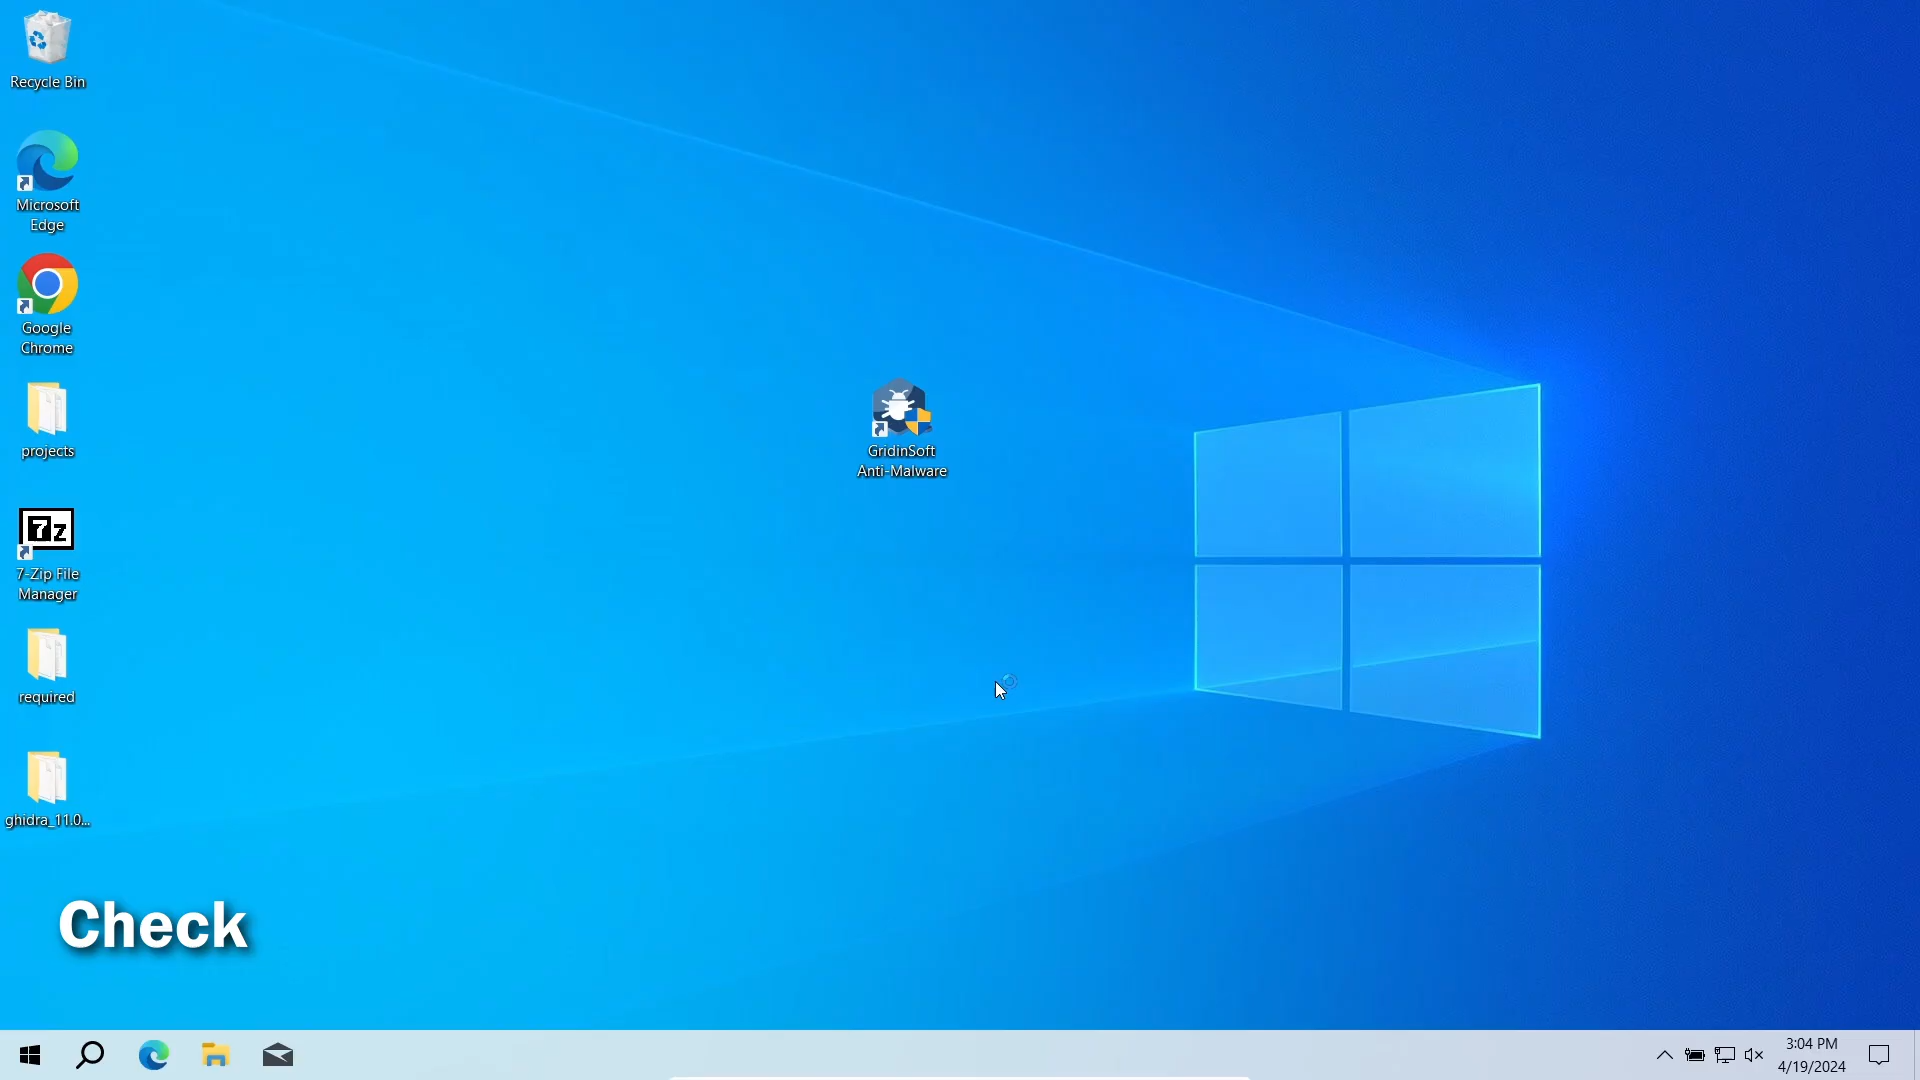 Recycle Bin
Microsoft
Edge
Google
Chrome
projects
7z
7-Zip File
Manager
required
ghidra_11.0...
GridinSoft
Anti-Malware
Check
3:04 PM
4/19/2024